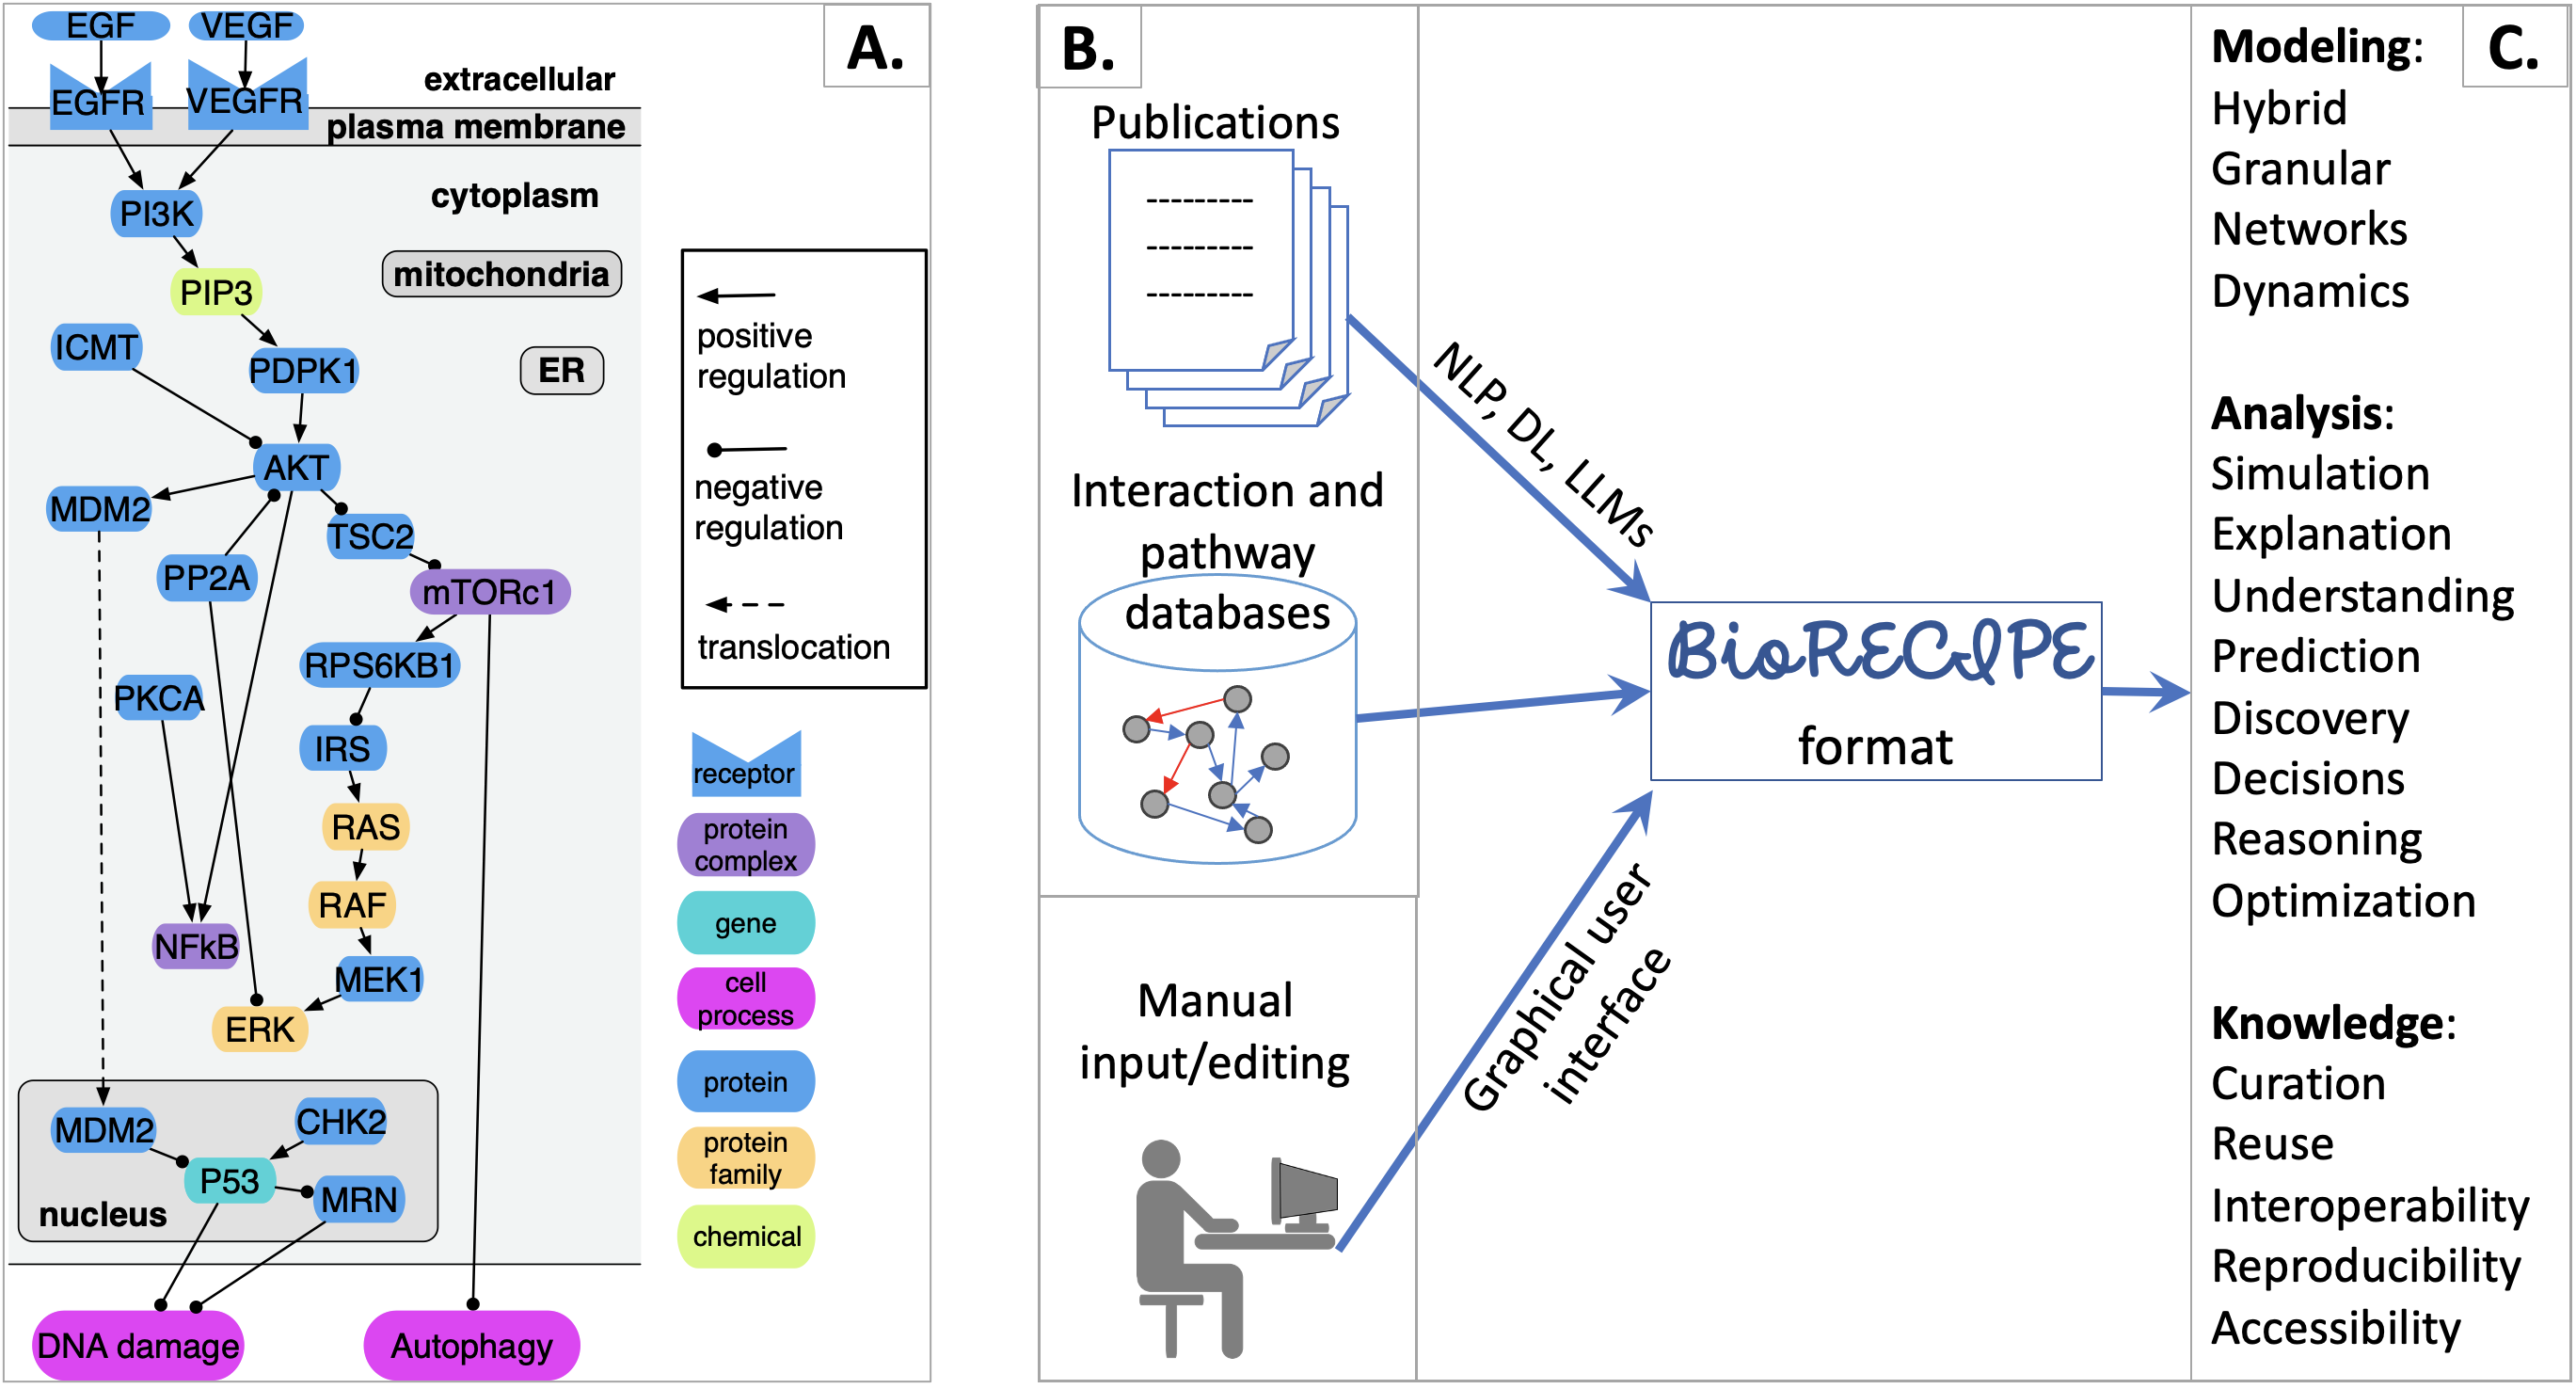 A.
EGF
VEGF
EGFR
VEGFR
extracellular
plasma membrane
cytoplasm
PI3K
mitochondria
PIP3
ICMT
PDPK1
ER
AKT
MDM2
TSC2
PP2A
mTORc1
RPS6KB1
PKCA
IRS
RAS
RAF
NFkB
MEK1
ERK
MDM2
CHK2
P53
MRN
nucleus
DNA damage
Autophagy
positive
regulation
negative
regulation
translocation
receptor
protein
complex
gene
cell
process
protein
protein
family
chemical
B.
Publications
Interaction and
pathway
databases
Manual
input/editing
NLP, DL, LLMs
Graphical user
interface
BioRECIPE
format
C.
Modeling:
Hybrid
Granular
Networks
Dynamics
Analysis:
Simulation
Explanation
Understanding
Prediction
Discovery
Decisions
Reasoning
Optimization
Knowledge:
Curation
Reuse
Interoperability
Reproducibility
Accessibility